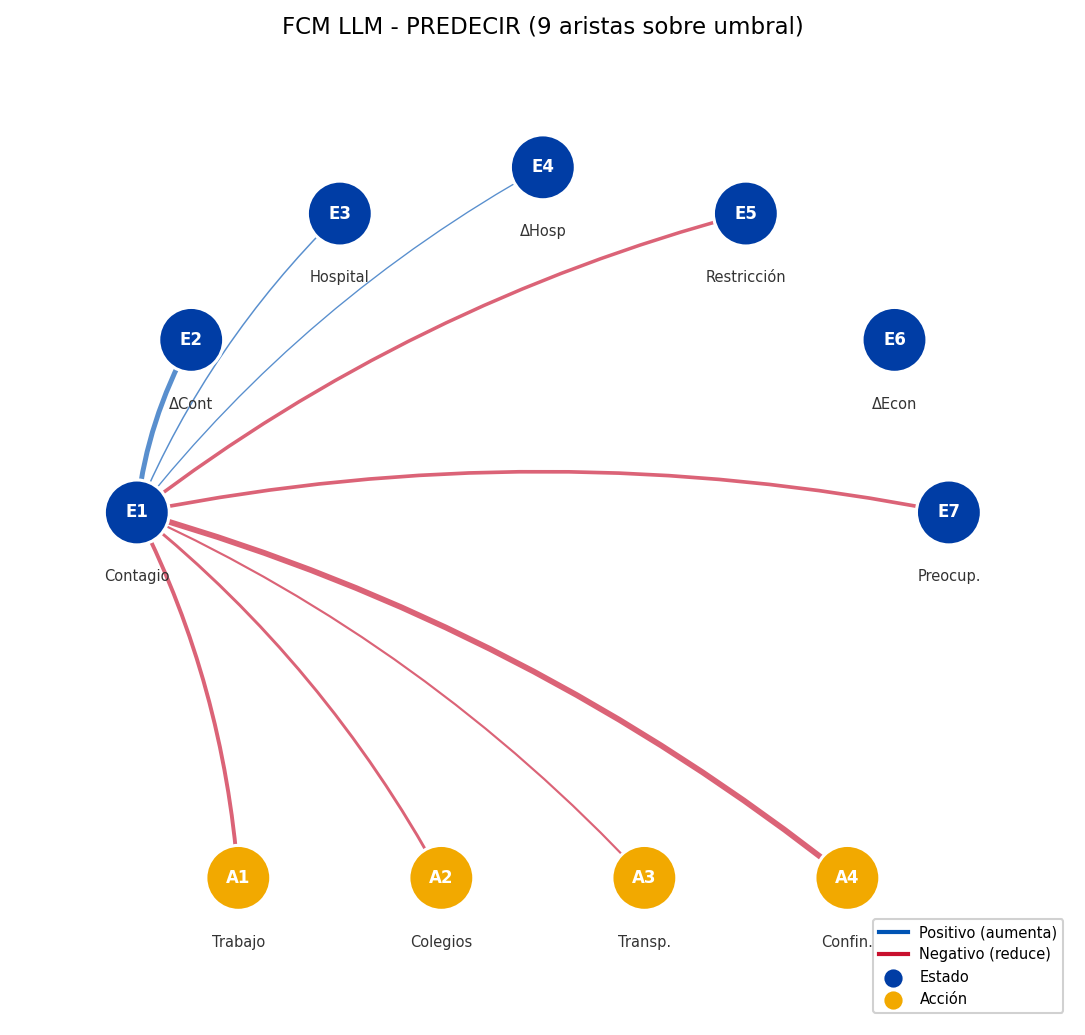 FCM LLM - PREDECIR (9 aristas sobre umbral)
E4
ΔHosp
E3
Hospital
E5
Restricción
E2
ΔCont
E6
ΔEcon
E1
Contagio
E7
Preocup.
A1
Trabajo
A2
Colegios
A3
Transp.
A4
Confin.
Positivo (aumenta)
Negativo (reduce)
Estado
Acción